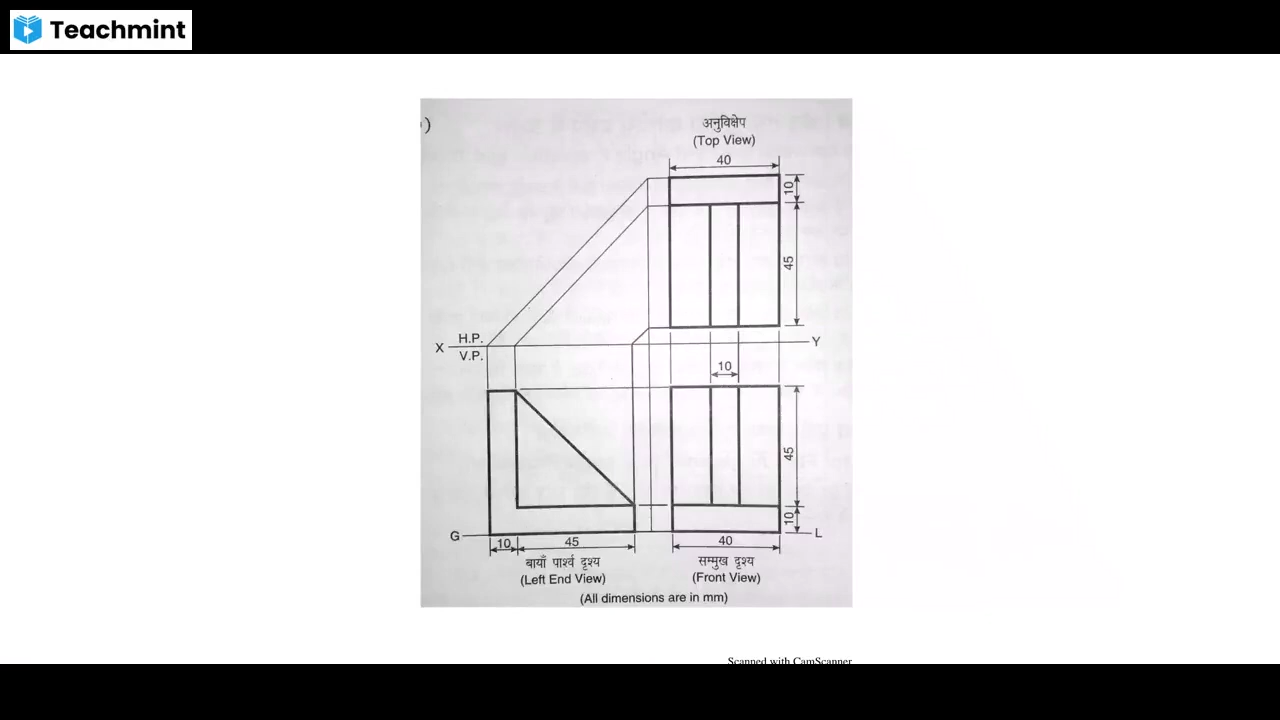 Teachmint
)
अनुविक्षेप
(Top View)
40
10
45
H.P.
X
Y
V.P.
10
45
10
G
L
10
45
40
बायाँ पार्श्व दृश्य
सम्मुख दृश्य
(Left End View)
(Front View)
(All dimensions are in mm)
Scanned with CamScanner